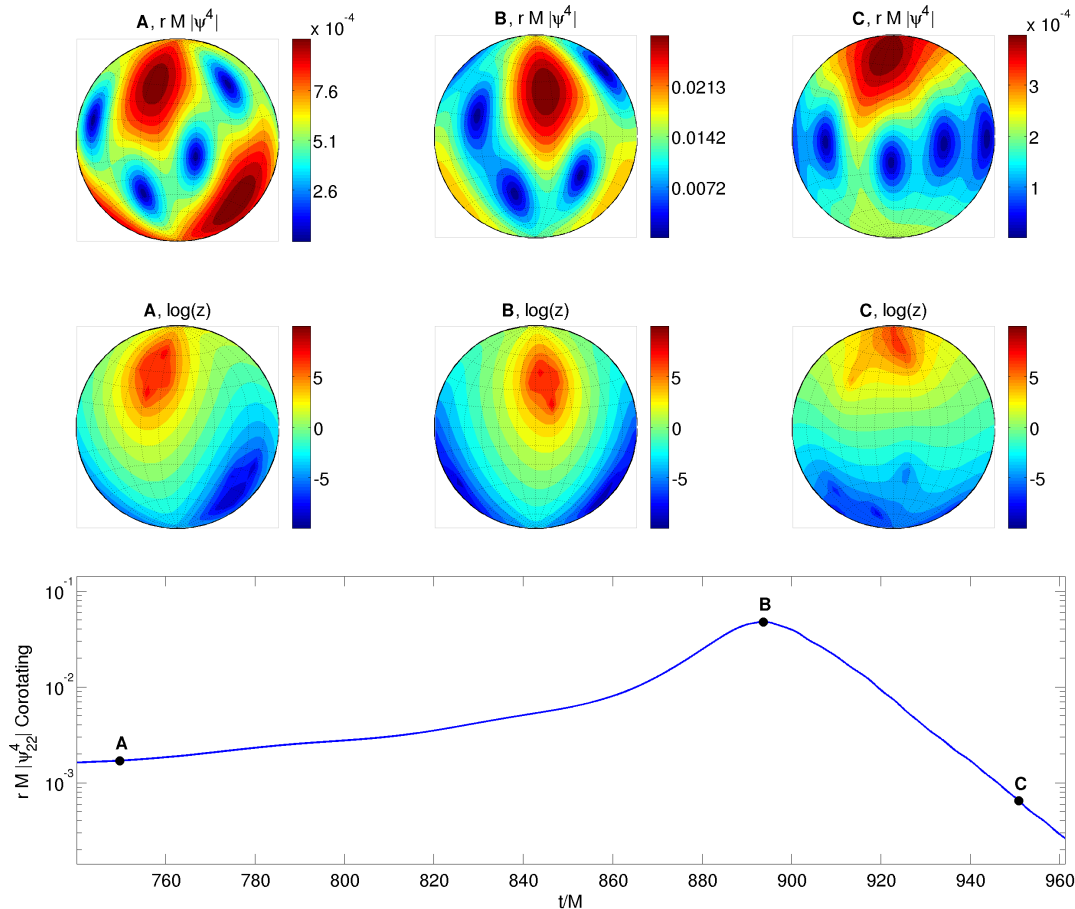 A, r M |ψ⁴|
x 10⁻⁴
7.6
5.1
2.6
B, r M |ψ⁴|
0.0213
0.0142
0.0072
C, r M |ψ⁴|
x 10⁻⁴
3
2
1
A, log(z)
5
0
-5
B, log(z)
5
0
-5
C, log(z)
5
0
-5
r M |ψ⁴₂₂| Corotating
10⁻¹
10⁻²
10⁻³
A
B
C
760 780 800 820 840 860 880 900 920 940 960
t/M